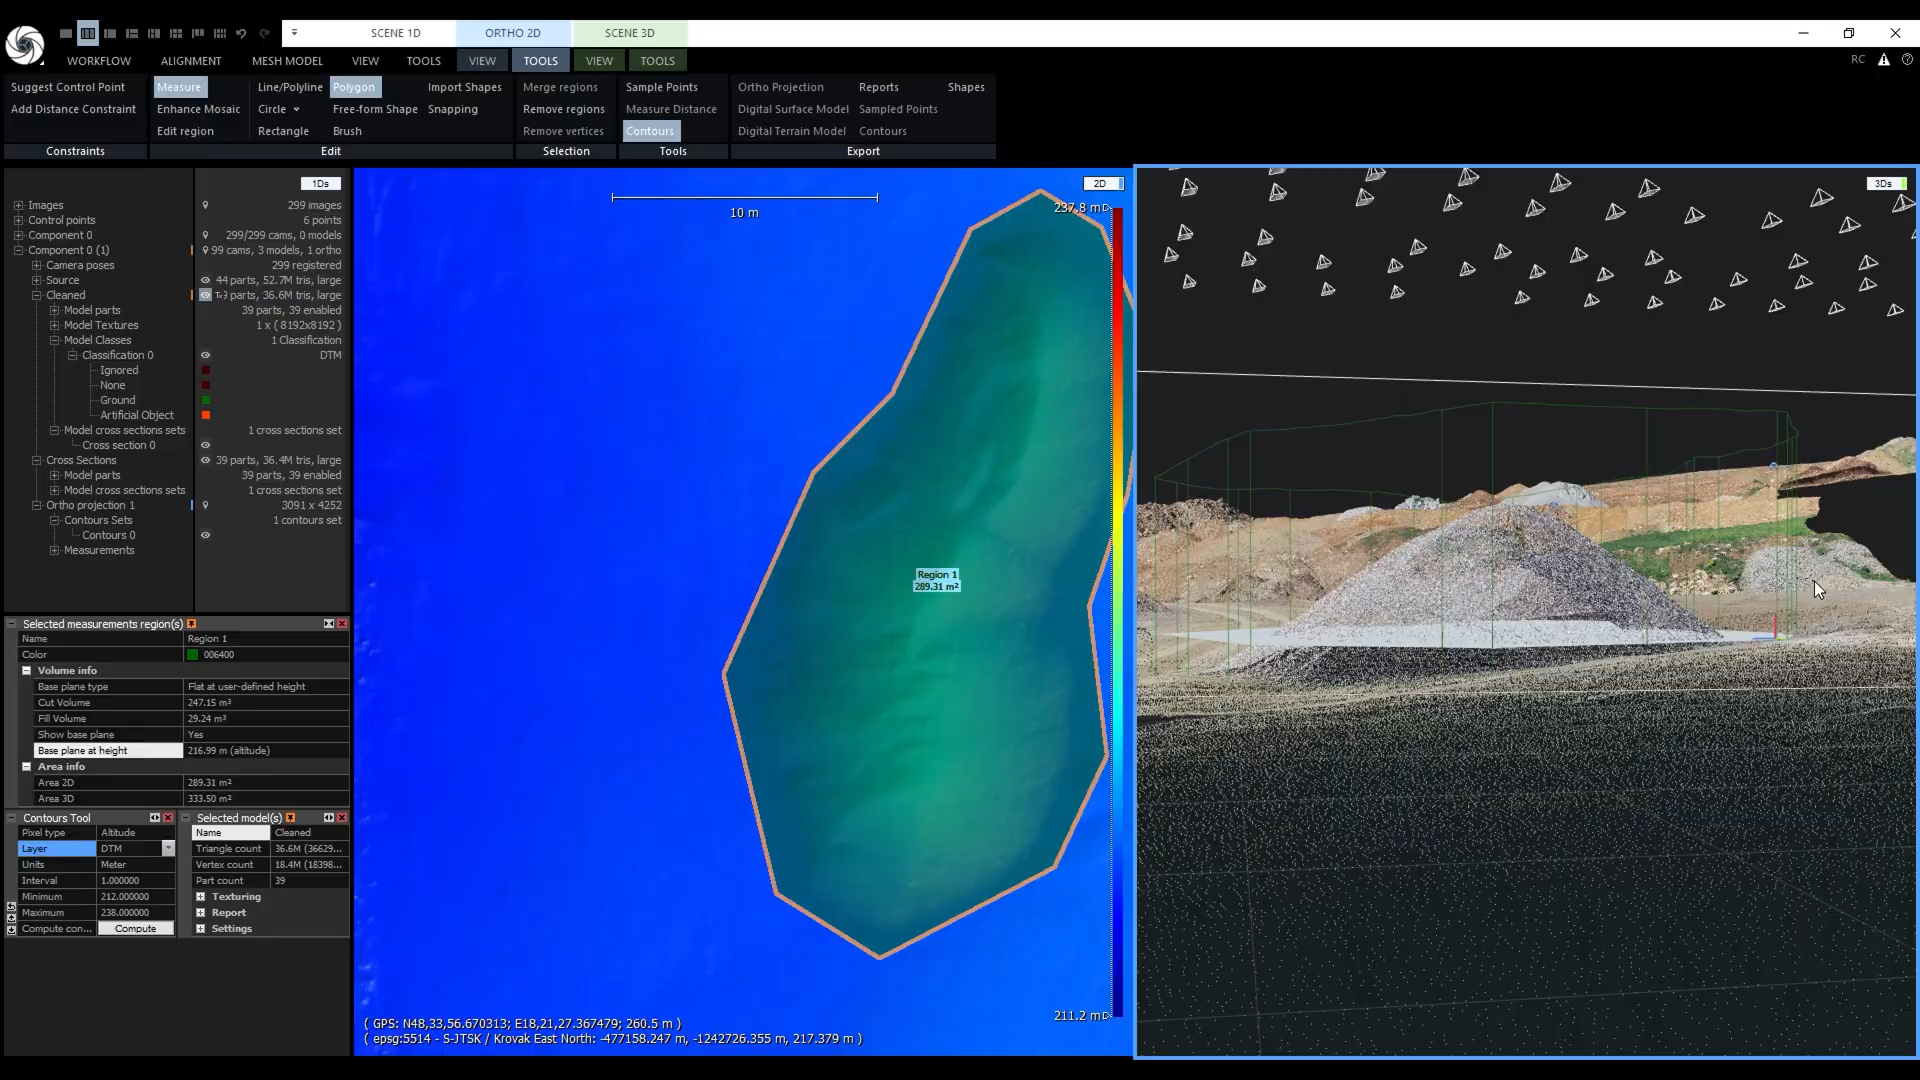 SCENE 1D ORTHO 2D SCENE 3D
WORKFLOW ALIGNMENT MESH MODEL VIEW TOOLS VIEW TOOLS VIEW TOOLS RC
Suggest Control Point Measure Line/Polyline Polygon Import Shapes Merge regions Sample Points Ortho Projection Reports Shapes
Add Distance Constraint Enhance Mosaic Circle Free-form Shape Snapping Remove regions Measure Distance Digital Surface Model Sampled Points
Edit region Rectangle Brush Remove vertices Contours Digital Terrain Model Contours
Constraints Edit Selection Tools Export
1Ds
Images 299 images
Control points 6 points
Component 0 299/299 cams, 0 models
Component 0 (1) 99 cams, 3 models, 1 ortho
Camera poses 299 registered
Source 44 parts, 52.7M tris, large
Cleaned parts, 36.6M tris, large
Model parts 39 parts, 39 enabled
Model Textures 1 x ( 8192x8192 )
Model Classes 1 Classification
Classification 0 DTM
Ignored
None
Ground
Artificial Object
Model cross sections sets 1 cross sections set
Cross section 0
Cross Sections 39 parts, 36.4M tris, large
Model parts 39 parts, 39 enabled
Model cross sections sets 1 cross sections set
Ortho projection 1 3091 x 4252
Contours Sets 1 contours set
Contours 0
Measurements
Selected measurements region(s)
Name Region 1
Color 006400
Volume info
Base plane type Flat at user-defined height
Cut Volume 247.15 m³
Fill Volume 29.24 m³
Show base plane Yes
Base plane at height 216.99 m (altitude)
Area info
Area 2D 289.31 m²
Area 3D 333.50 m²
Contours Tool
Pixel type Altitude
Layer DTM
Units Meter
Interval 1.000000
Minimum 212.000000
Maximum 238.000000
Compute con... Compute
Selected model(s)
Name Cleaned
Triangle count 36.6M (36629...
Vertex count 18.4M (18398...
Part count 39
Texturing
Report
Settings
2D
10 m
237.8 m
Region 1
289.31 m²
211.2 m
( GPS: N48,33,56.670313; E18,21,27.367479; 260.5 m )
( epsg:5514 - S-JTSK / Krovak East North: -477158.247 m, -1242726.355 m, 217.379 m )
3Ds